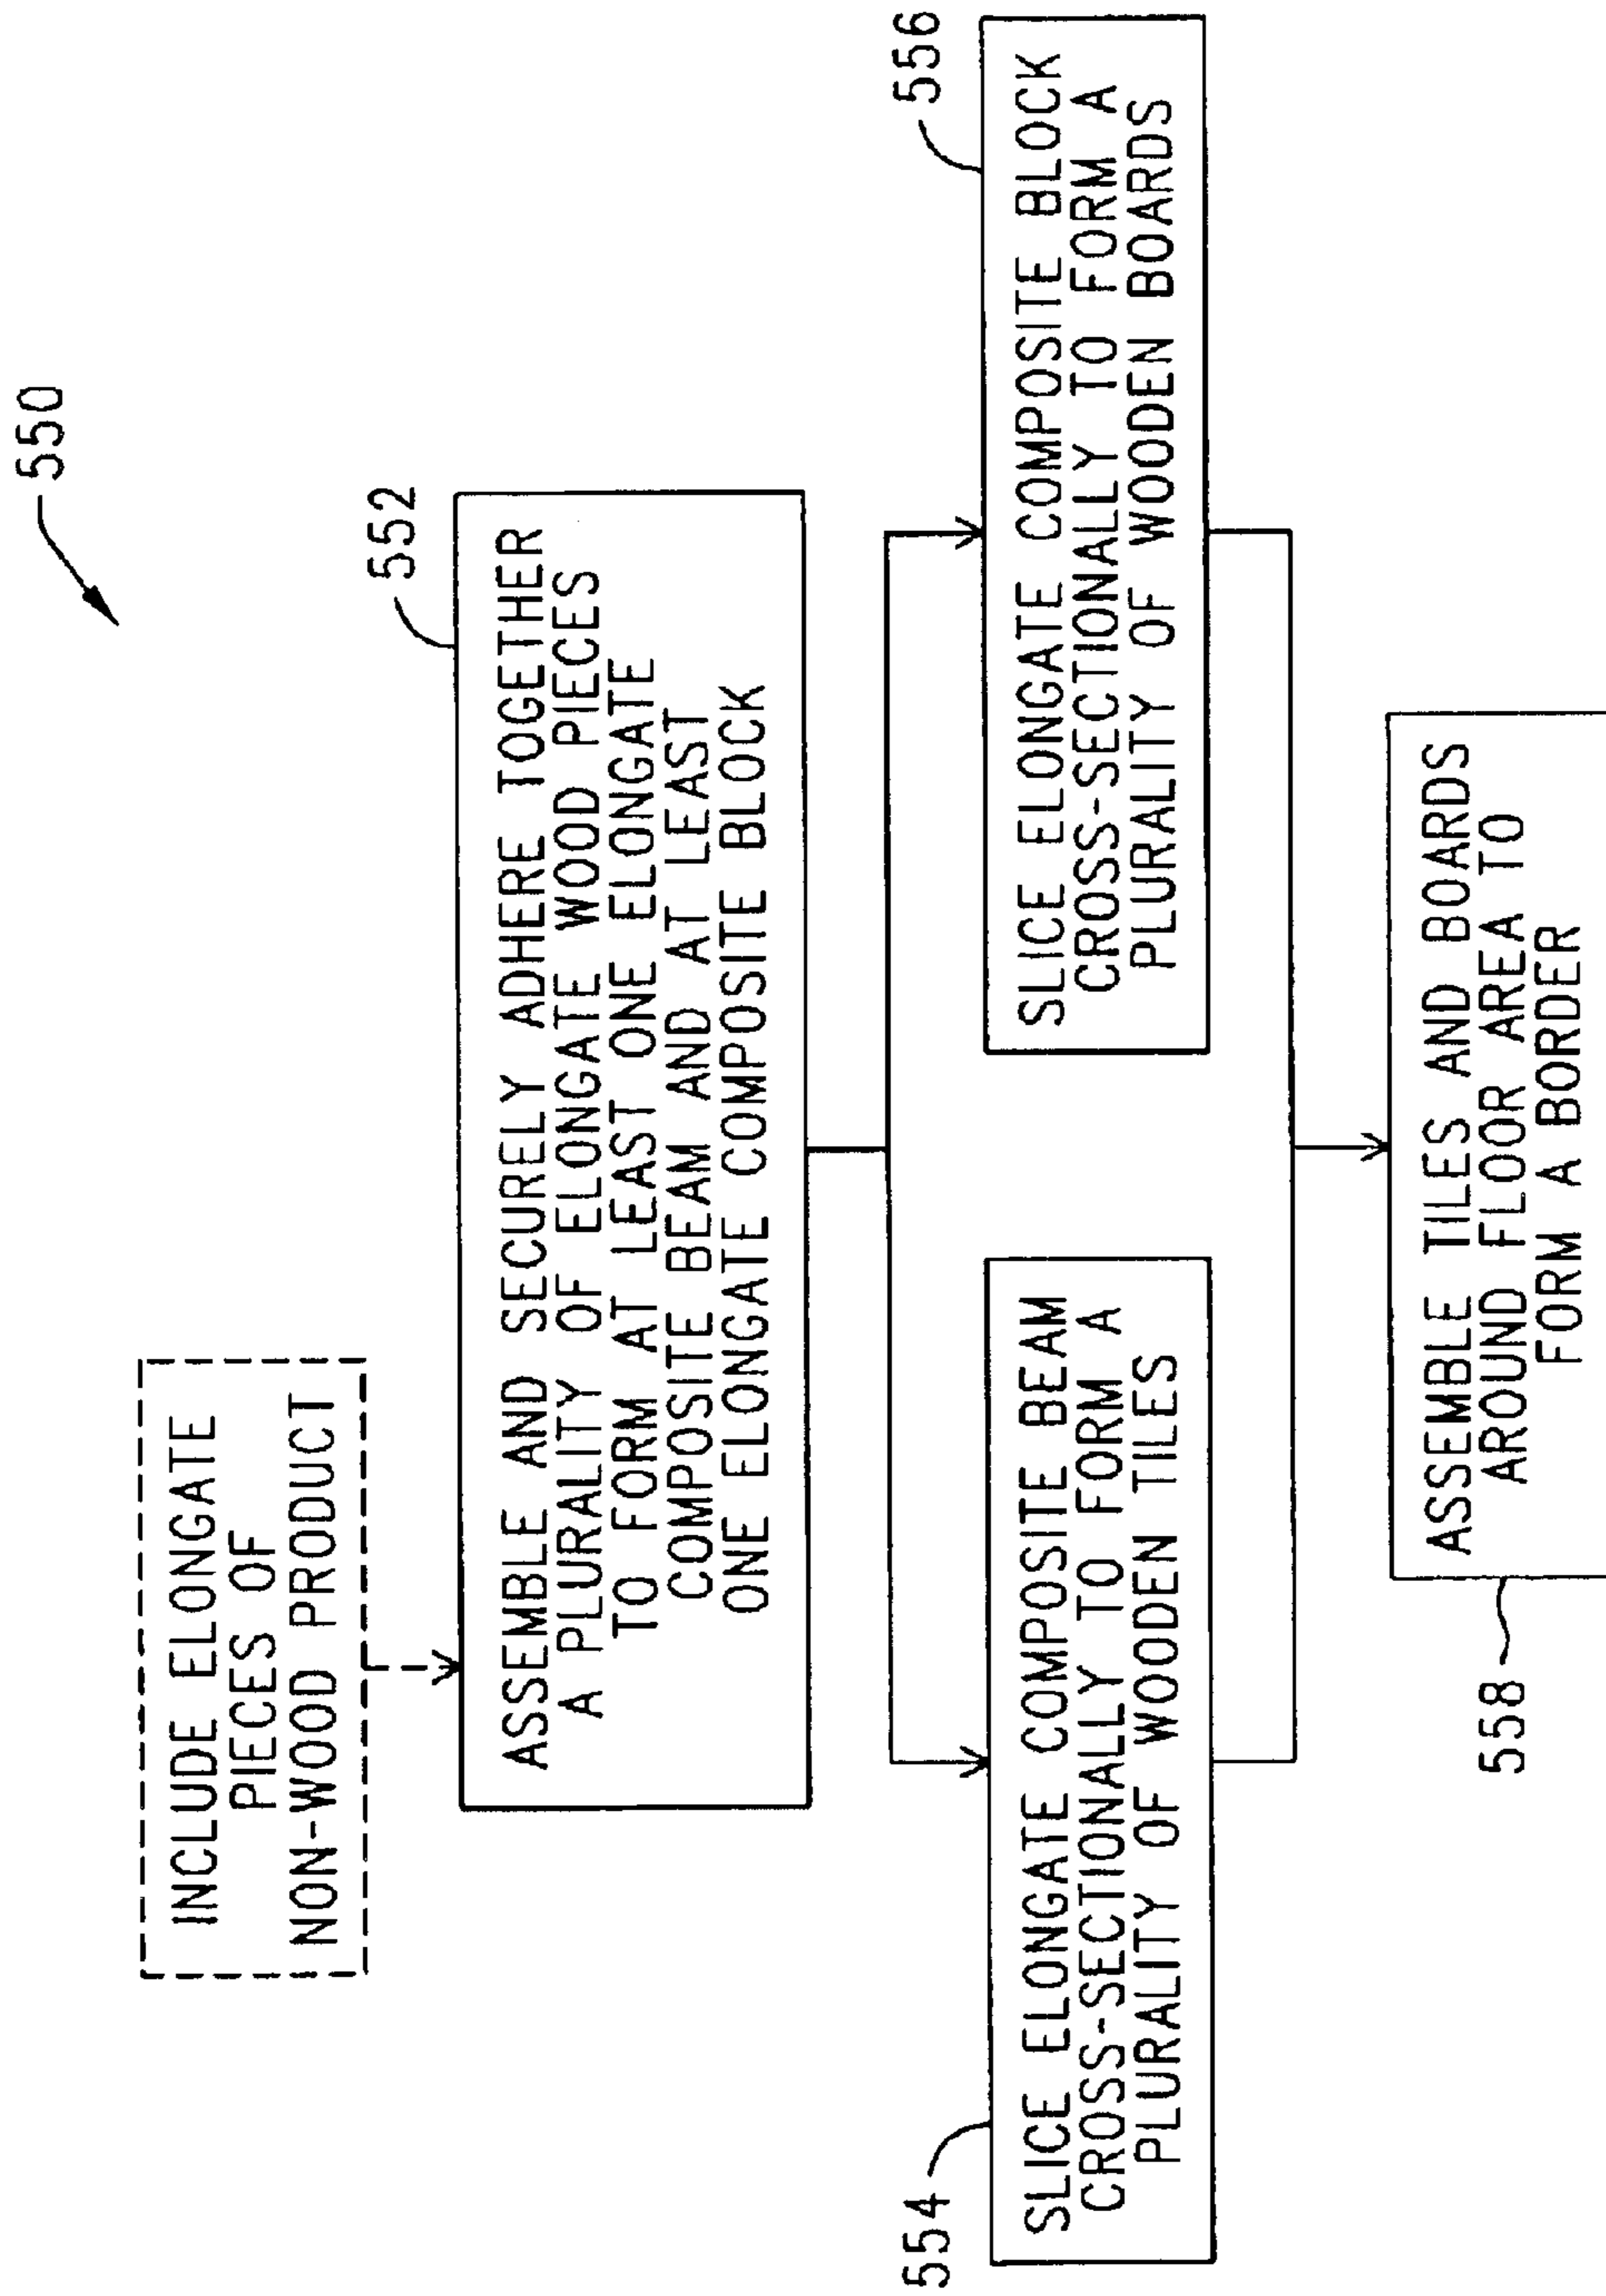 550
INCLUDE ELONGATE
PIECES OF
NON-WOOD PRODUCT
552
ASSEMBLE AND SECURELY ADHERE TOGETHER
A PLURALITY OF ELONGATE WOOD PIECES
TO FORM AT LEAST ONE ELONGATE
COMPOSITE BEAM AND AT LEAST
ONE ELONGATE COMPOSITE BLOCK
554
SLICE ELONGATE COMPOSITE BEAM
CROSS-SECTIONALLY TO FORM A
PLURALITY OF WOODEN TILES
556
SLICE ELONGATE COMPOSITE BLOCK
CROSS-SECTIONALLY TO FORM A
PLURALITY OF WOODEN BOARDS
558
ASSEMBLE TILES AND BOARDS
AROUND FLOOR AREA TO
FORM A BORDER